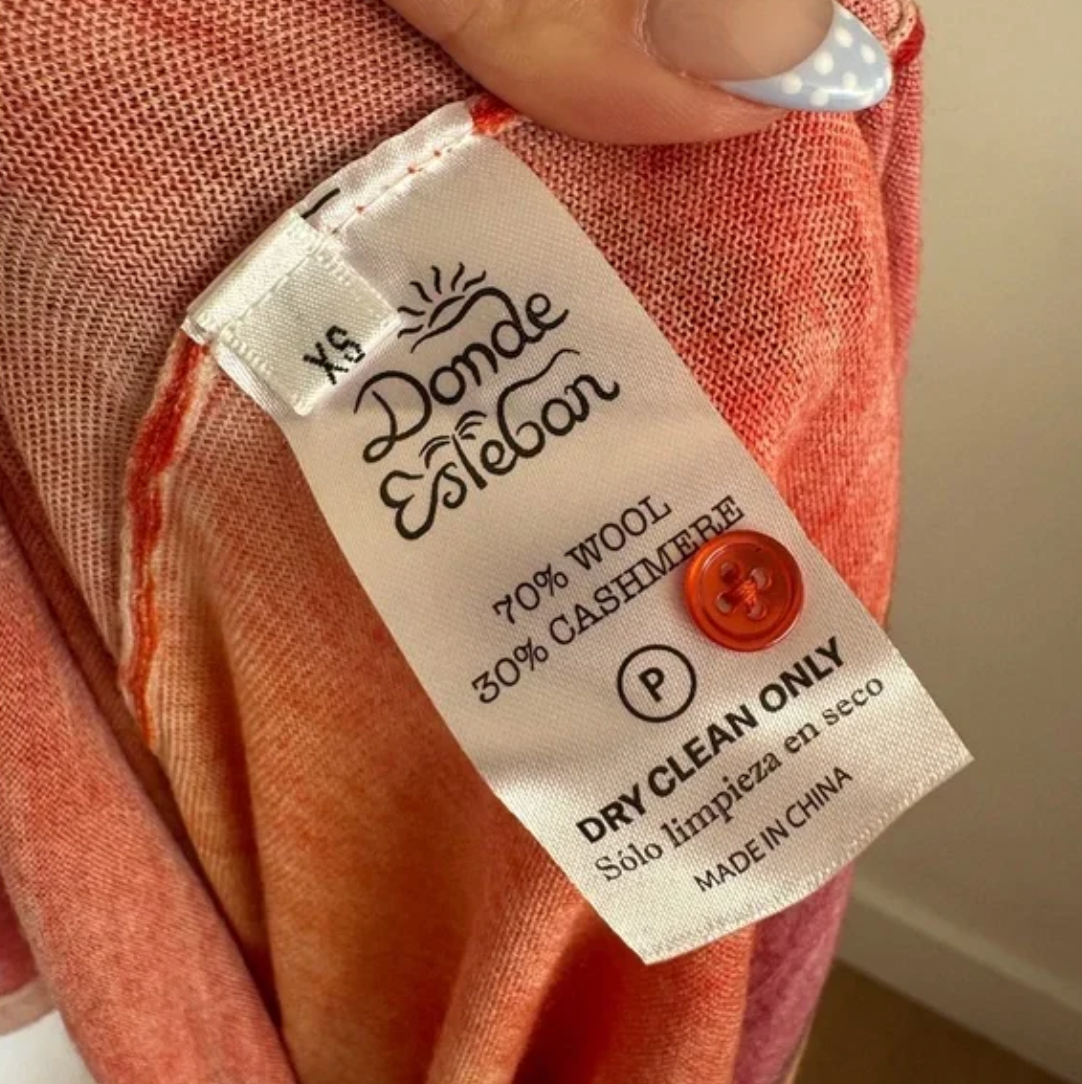 XS
Donde
Esteban
70% WOOL
30% CASHMERE
P
DRY CLEAN ONLY
Sólo limpieza en seco
MADE IN CHINA